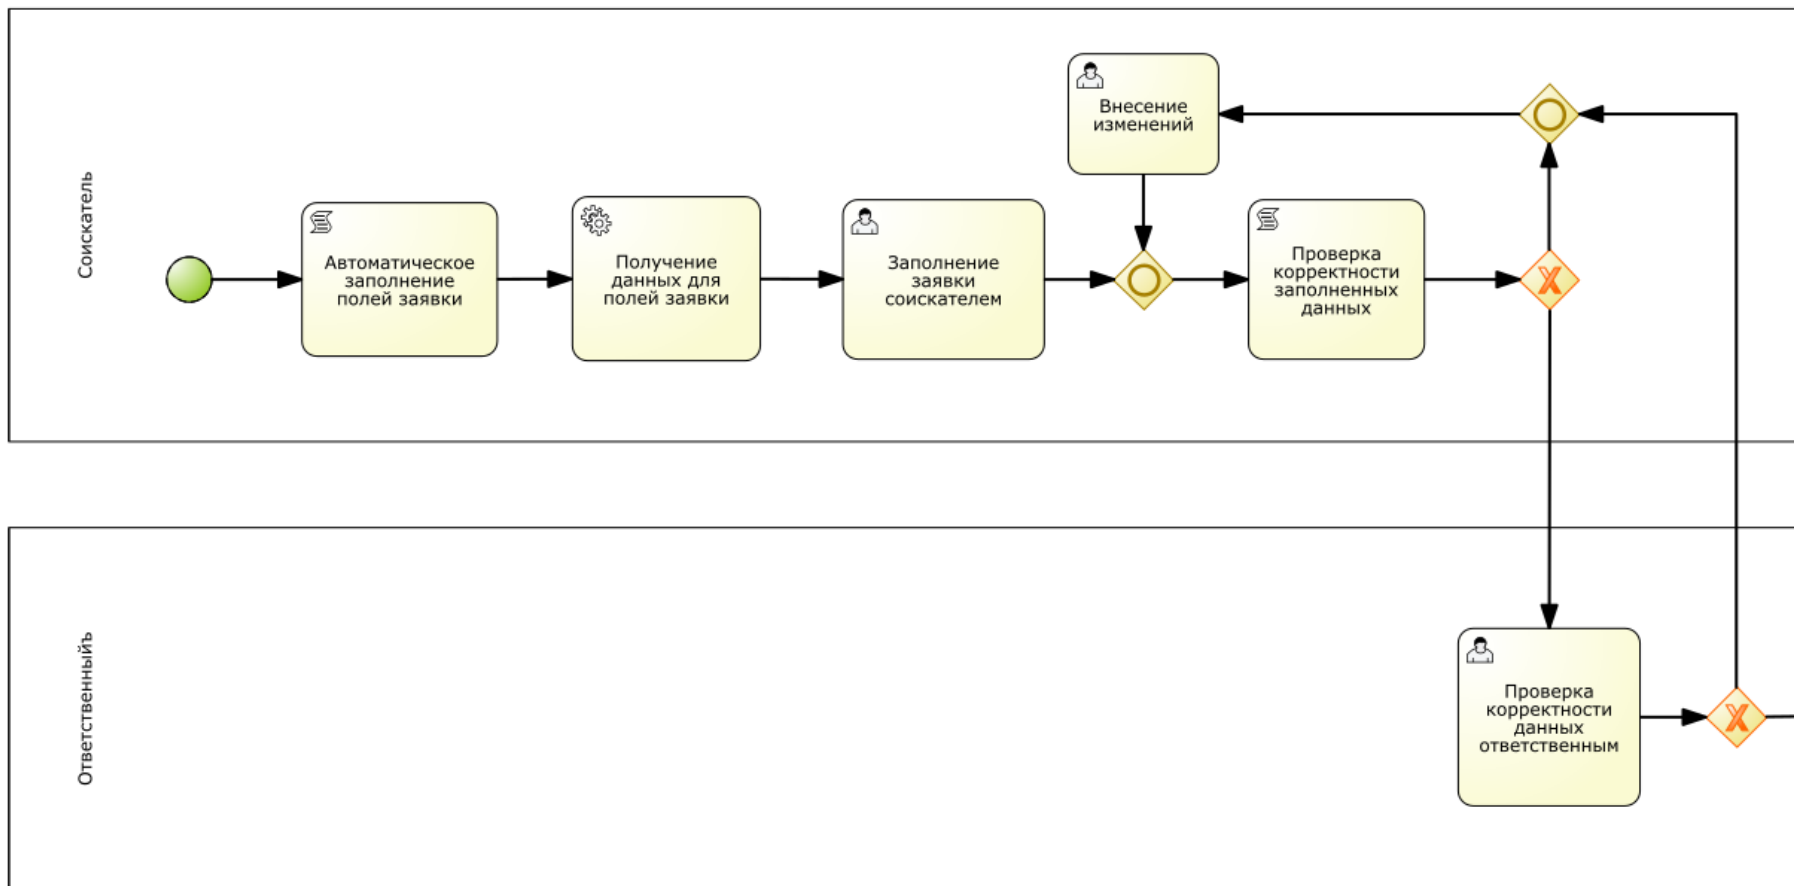 Соискатель
Автоматическое
заполнение
полей заявки
Получение
данных для
полей заявки
Заполнение
заявки
соискателем
Внесение
изменений
Проверка
корректности
заполненных
данных
Ответственныйъ
Проверка
корректности
данных
ответственным